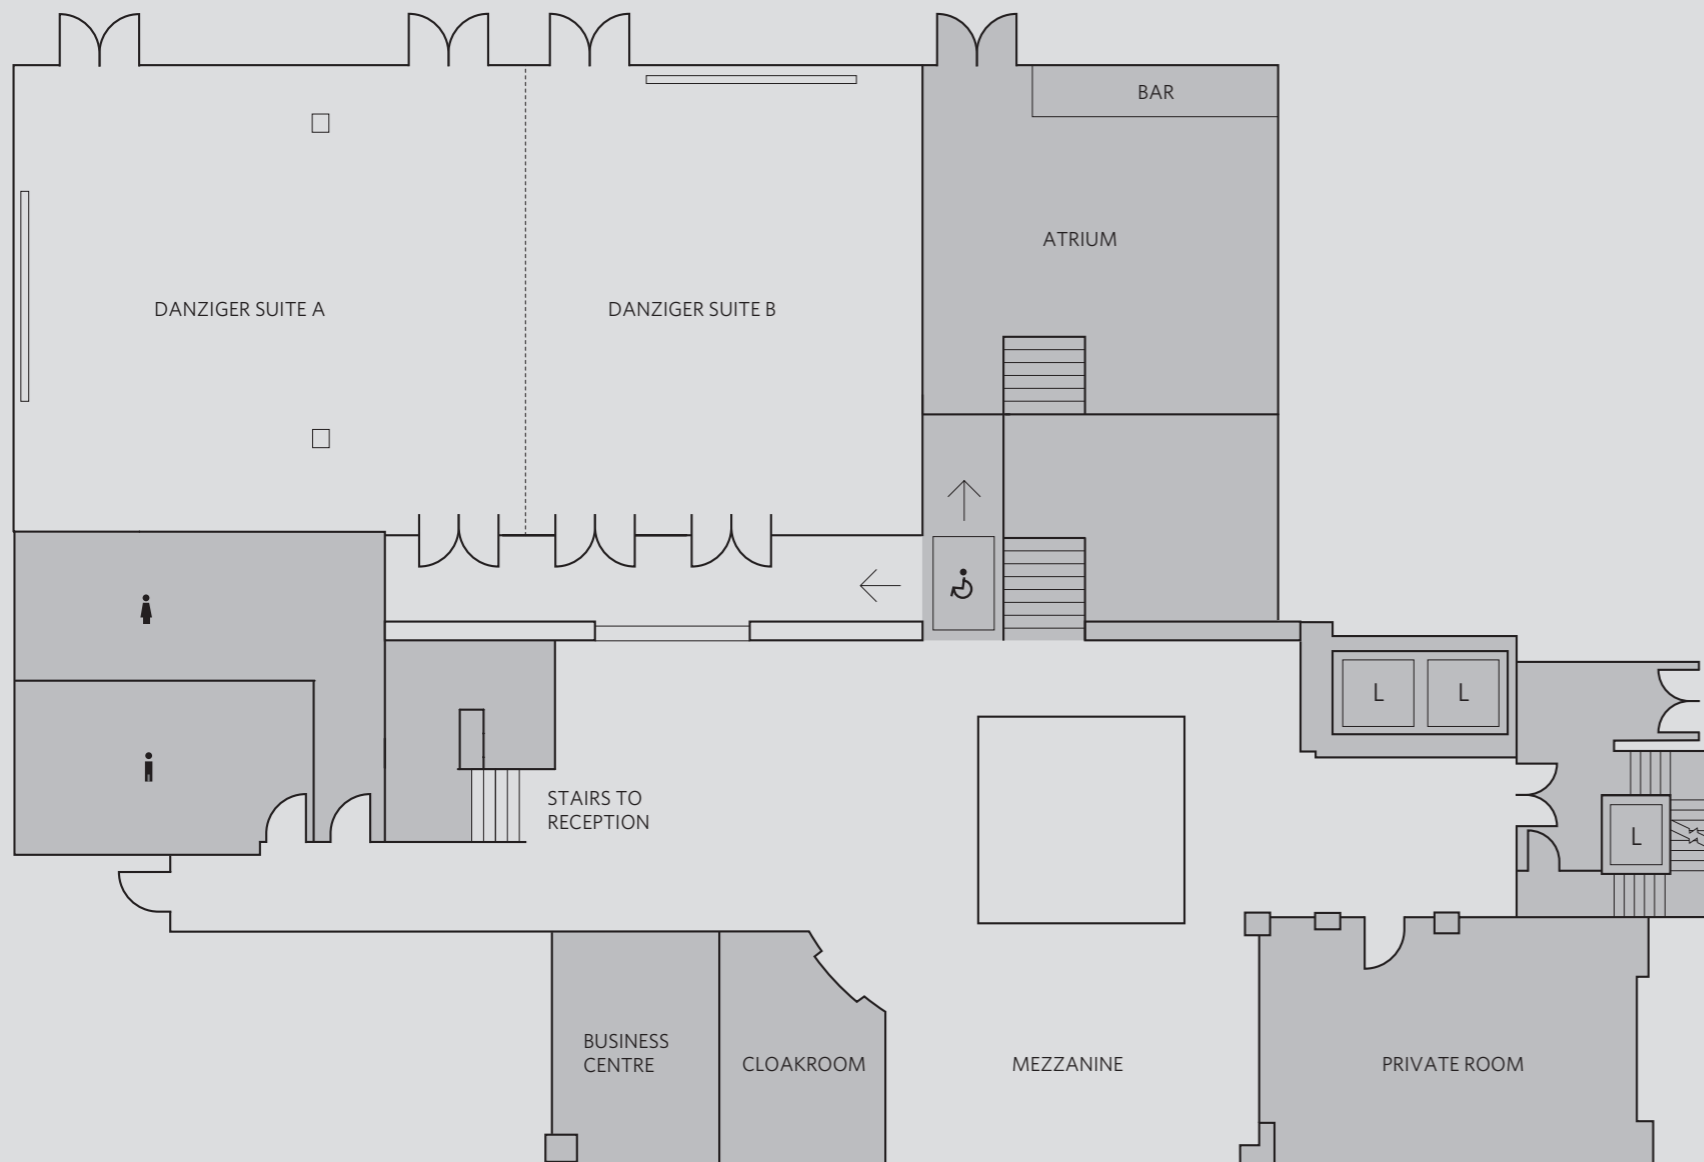 BAR
ATRIUM
DANZIGER SUITE A
DANZIGER SUITE B
L
L
STAIRS TO
RECEPTION
L
BUSINESS
CENTRE
CLOAKROOM
MEZZANINE
PRIVATE ROOM